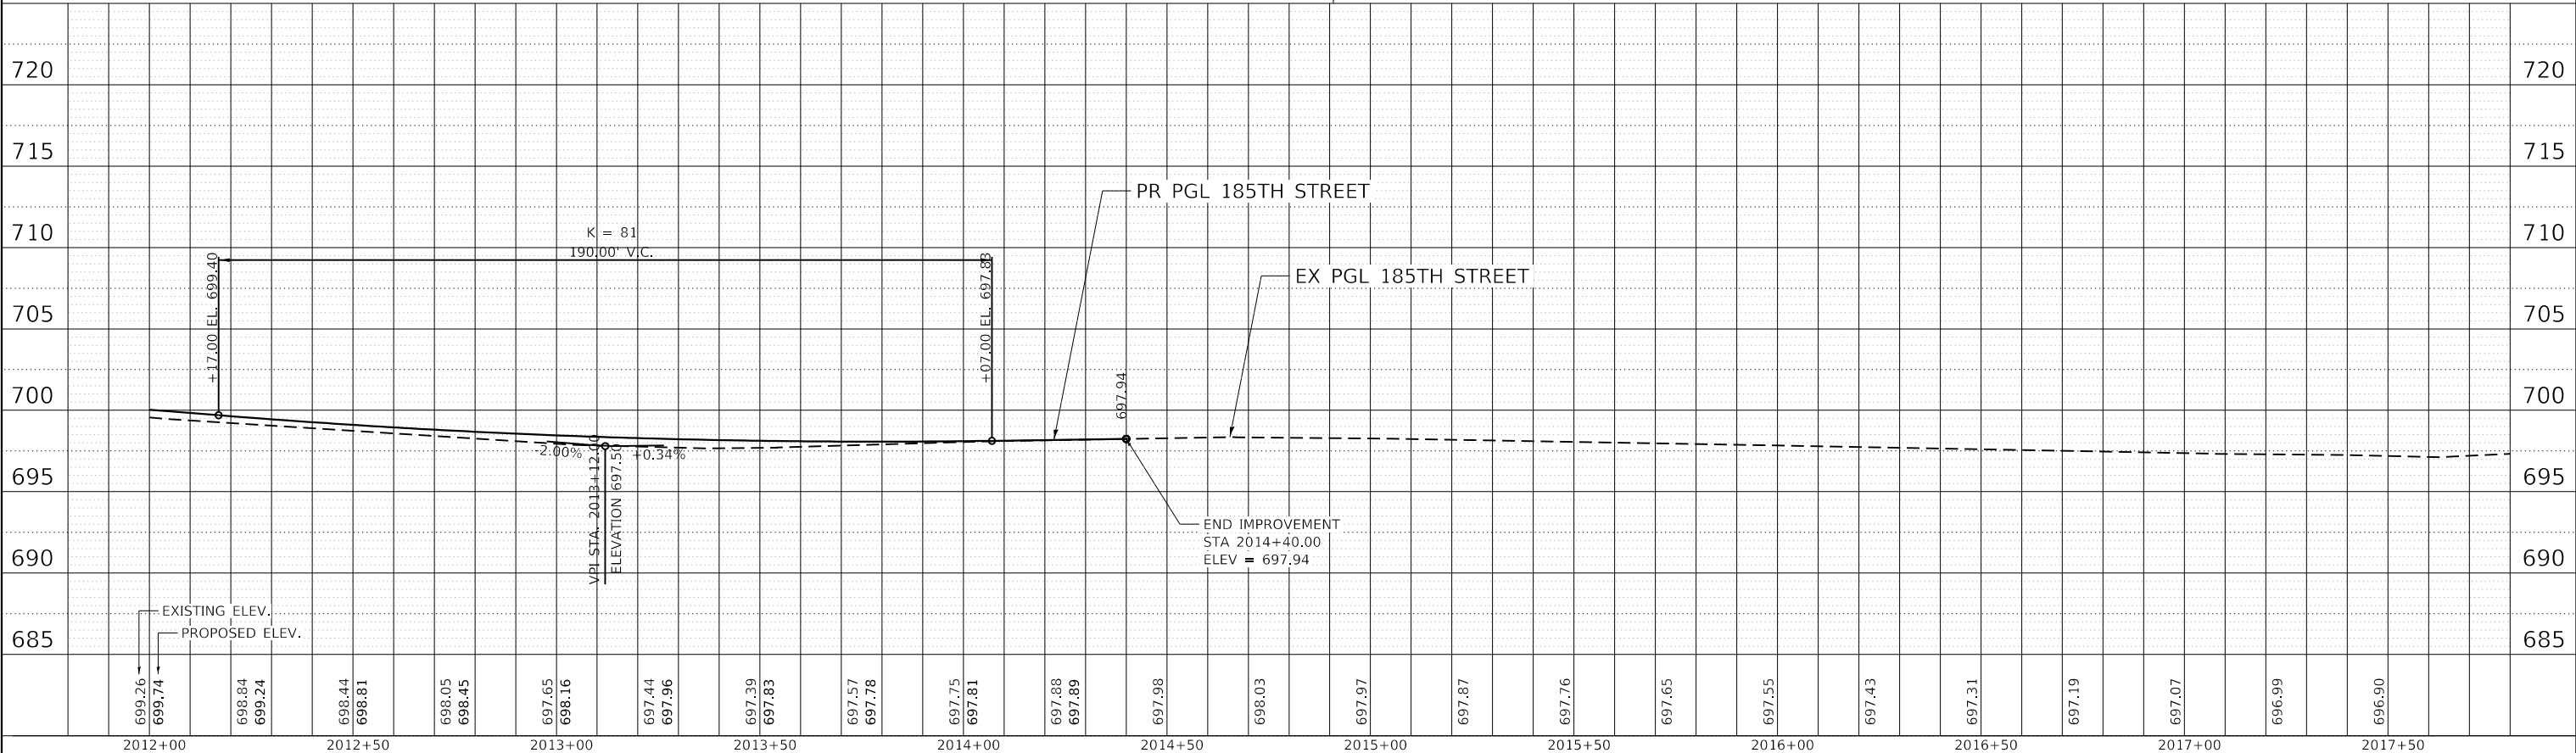 720 720
715 715
PR PGL 185TH STREET
710 K = 81 710
190.00' V.C.
+17.00 EL. 699.40
+07.00 EL. 697.83
EX PGL 185TH STREET
705 705
700 697.94 700
-2.00% +0.34%
VPI STA. 2013+12.00
ELEVATION 697.50
695 695
END IMPROVEMENT
STA 2014+40.00
ELEV = 697.94
690 690
EXISTING ELEV.
PROPOSED ELEV.
685 685
699.26 698.84 698.44 698.05 697.65 697.44 697.39 697.57 697.75 697.88 697.98 698.03 697.97 697.87 697.76 697.65 697.55 697.43 697.31 697.19 697.07 696.99 696.90
699.74 699.24 698.81 698.45 698.16 697.96 697.83 697.78 697.81 697.89
2012+00 2012+50 2013+00 2013+50 2014+00 2014+50 2015+00 2015+50 2016+00 2016+50 2017+00 2017+50